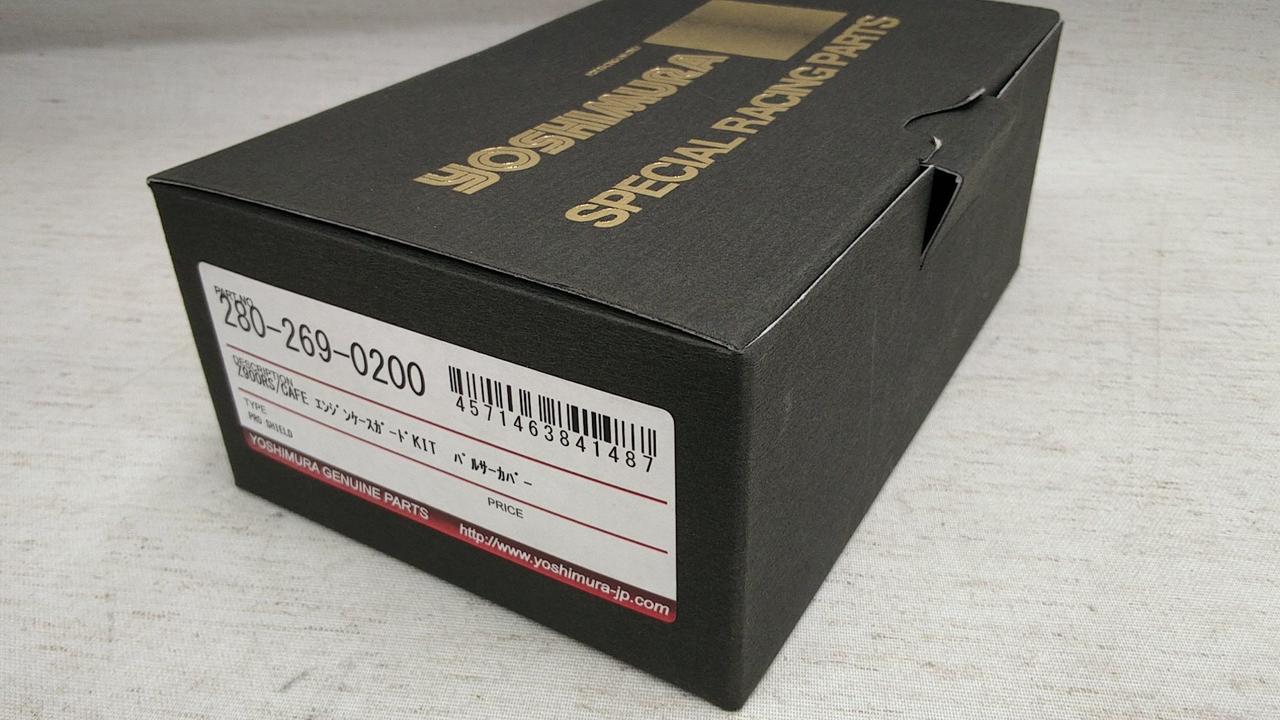 YOSHIMURA
SPECIAL RACING PARTS
PART NO.
280-269-0200
4571463841487
DESCRIPTION
Z900RS/CAFE エンジンケースガードKIT パルサーカバー
TYPE
PRO SHIELD
PRICE
YOSHIMURA GENUINE PARTS http://www.yoshimura-jp.com